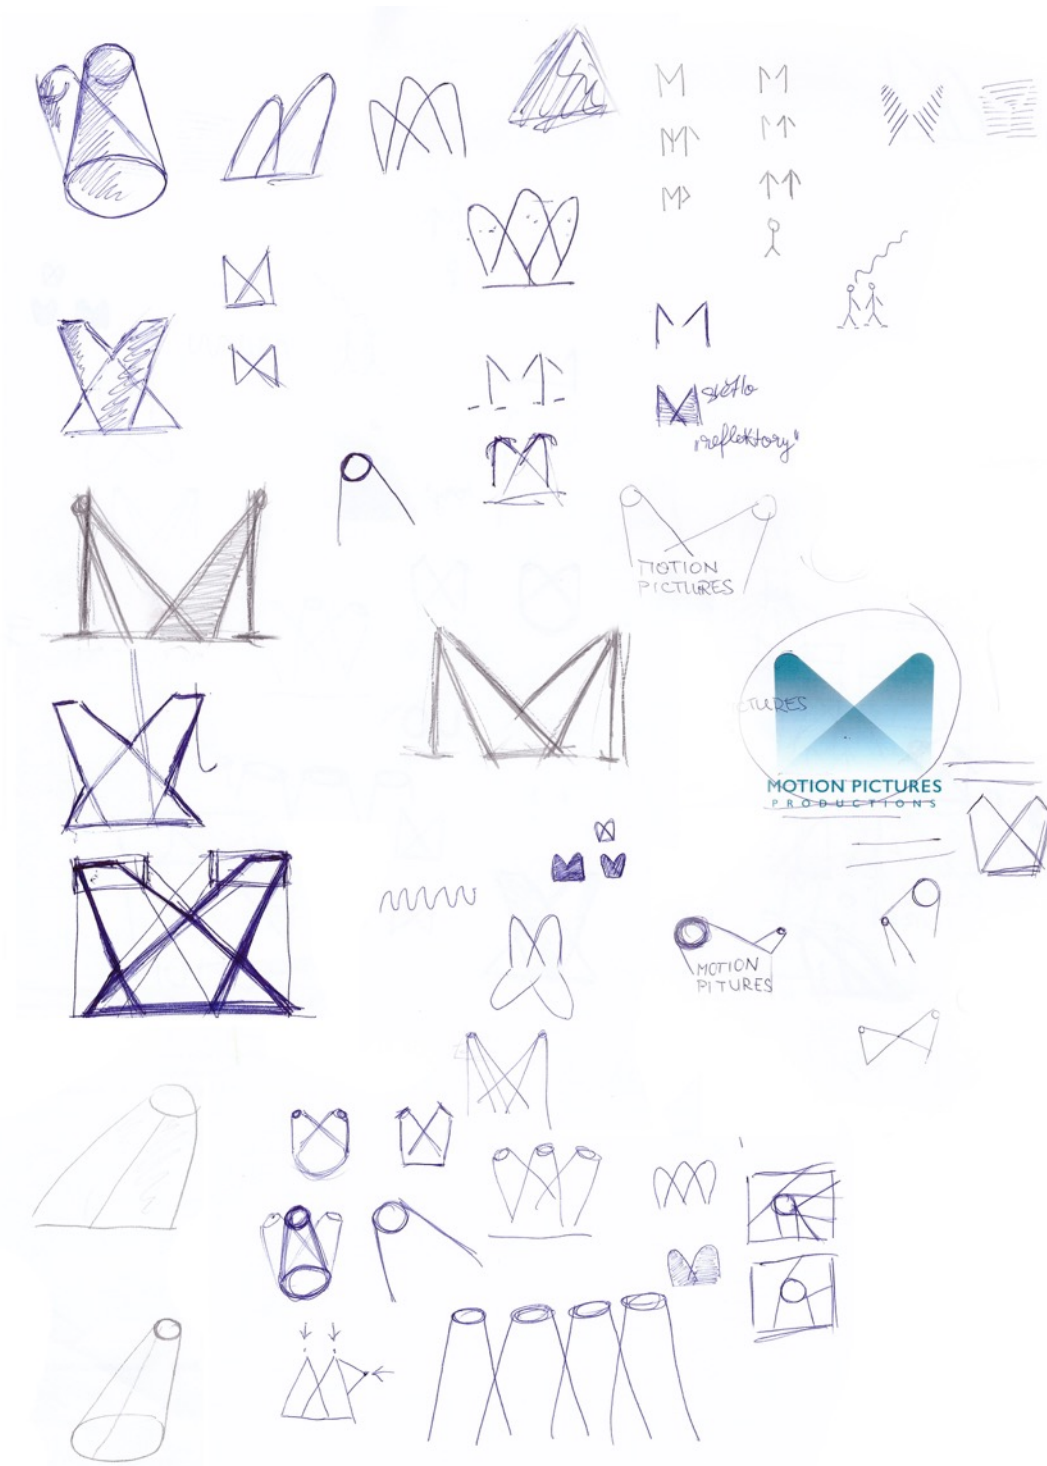 světlo
"reflektory"
MOTION
PICTURES
CTURES
MOTION PICTURES
PRODUCTIONS
MOTION
PITURES